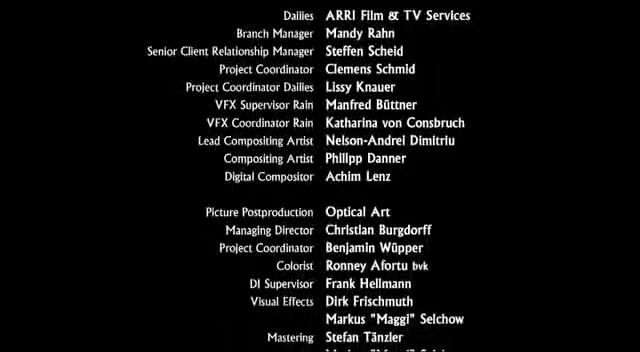 Dailies ARRI Film & TV Services
Branch Manager Mandy Rahn
Senior Client Relationship Manager Steffen Scheid
Project Coordinator Clemens Schmid
Project Coordinator Dailies Lissy Knauer
VFX Supervisor Rain Manfred Büttner
VFX Coordinator Rain Katharina von Consbruch
Lead Compositing Artist Nelson-Andrei Dimitriu
Compositing Artist Philipp Danner
Digital Compositor Achim Lenz
Picture Postproduction Optical Art
Managing Director Christian Burgdorff
Project Coordinator Benjamin Wüpper
Colorist Ronney Afortu bvk
DI Supervisor Frank Hellmann
Visual Effects Dirk Frischmuth
Markus "Maggi" Selchow
Mastering Stefan Tänzler